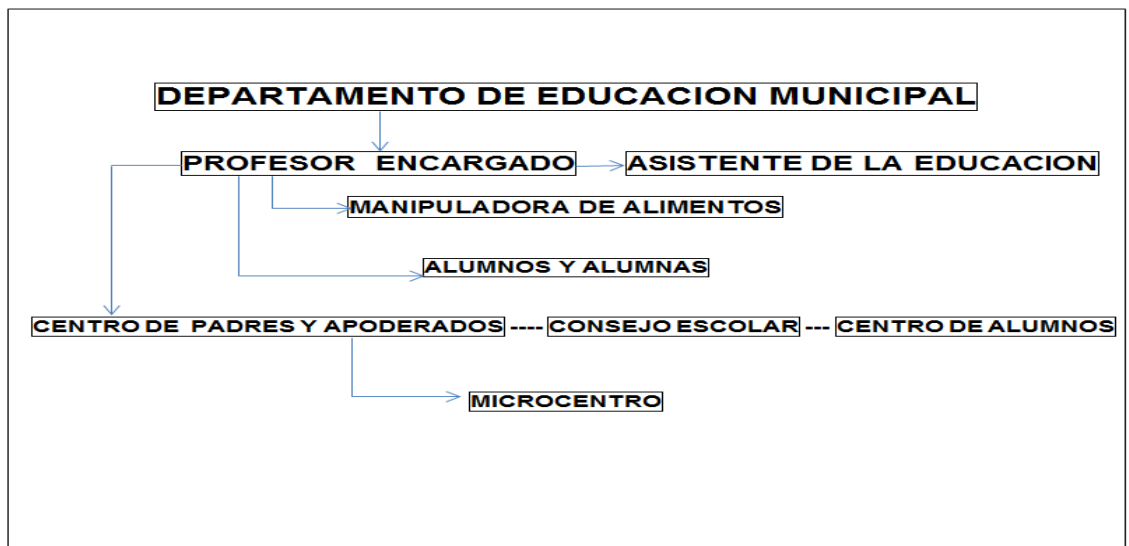 DEPARTAMENTO DE EDUCACION MUNICIPAL
PROFESOR ENCARGADO ASISTENTE DE LA EDUCACION
MANIPULADORA DE ALIMENTOS
ALUMNOS Y ALUMNAS
CENTRO DE PADRES Y APODERADOS ---- CONSEJO ESCOLAR --- CENTRO DE ALUMNOS
MICROCENTRO